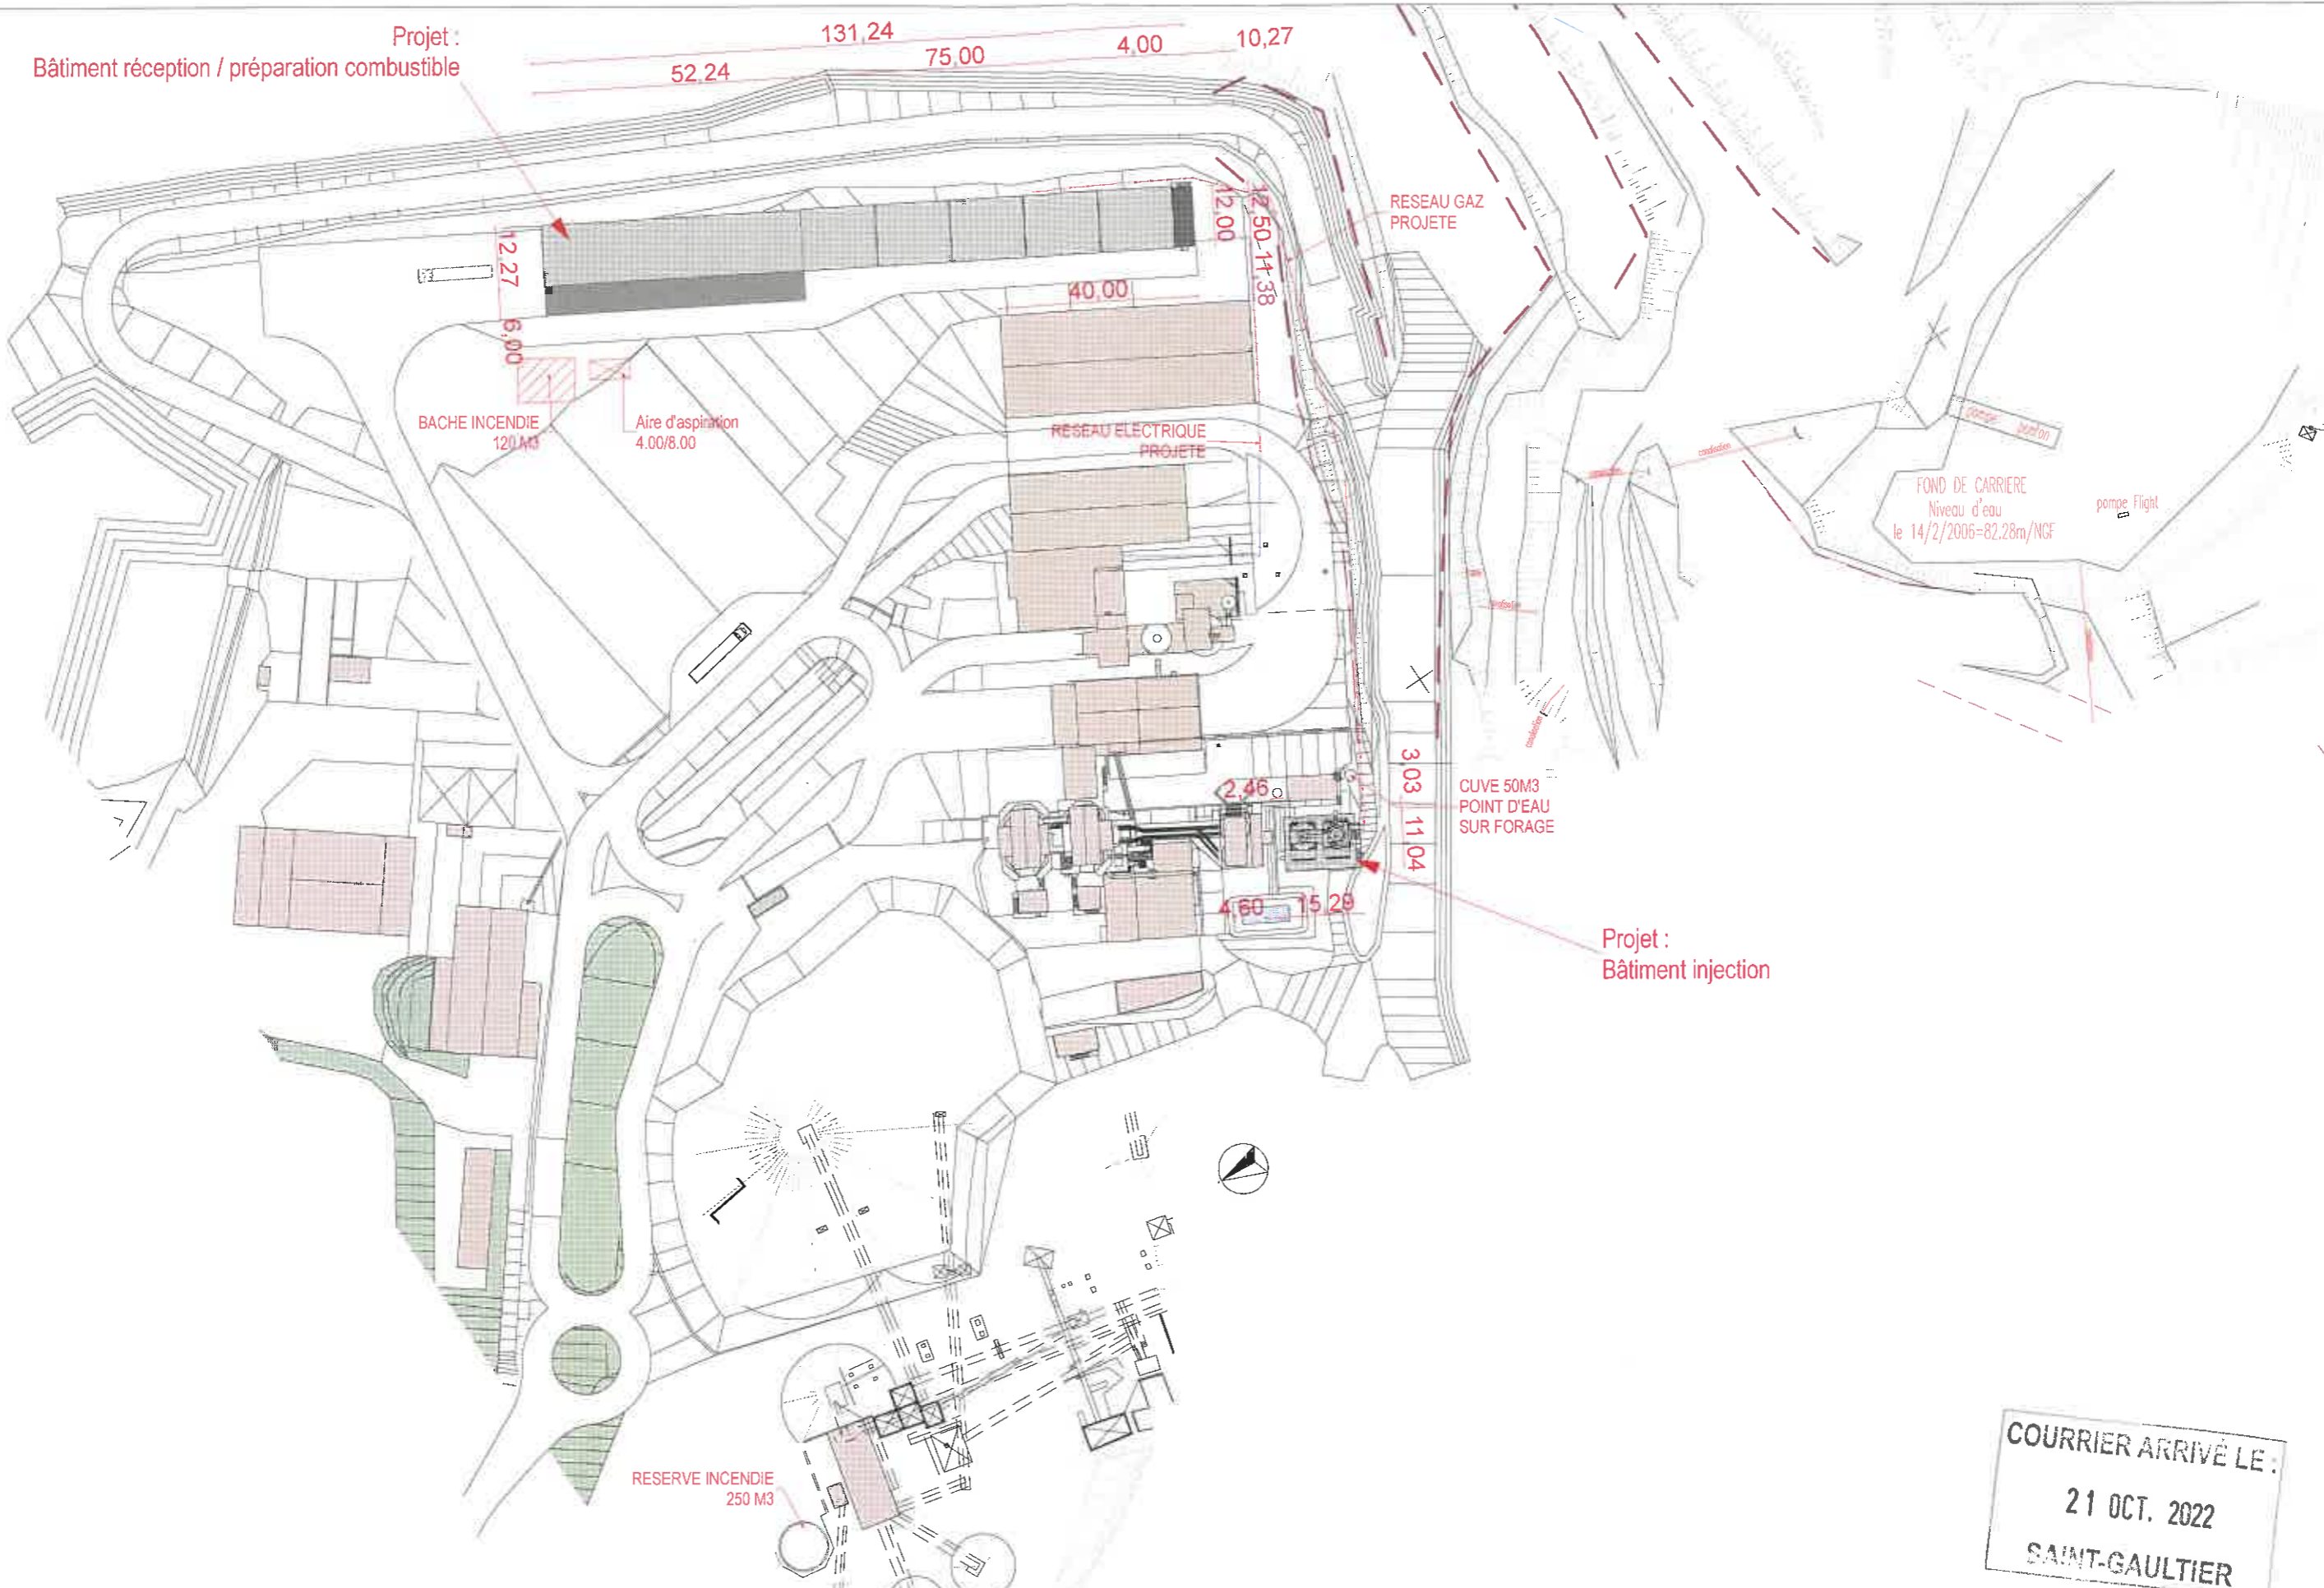 Projet :
Bâtiment réception / préparation combustible
131,24
52,24
75,00
4,00
10,27
12,27
6,00
12,00
12,50
11,38
40,00
RESEAU GAZ
PROJETE
BACHE INCENDIE
120 M3
Aire d'aspiration
4.00/8.00
RESEAU ELECTRIQUE
PROJETE
pompe
FOND DE CARRIERE
Niveau d'eau
le 14/2/2006=82.28m/NGF
pompe Flight
2,46
3,03
11,04
CUVE 50M3
POINT D'EAU
SUR FORAGE
4,60
15,29
Projet :
Bâtiment injection
RESERVE INCENDIE
250 M3
COURRIER ARRIVÉ LE :
21 OCT. 2022
SAINT-GAULTIER